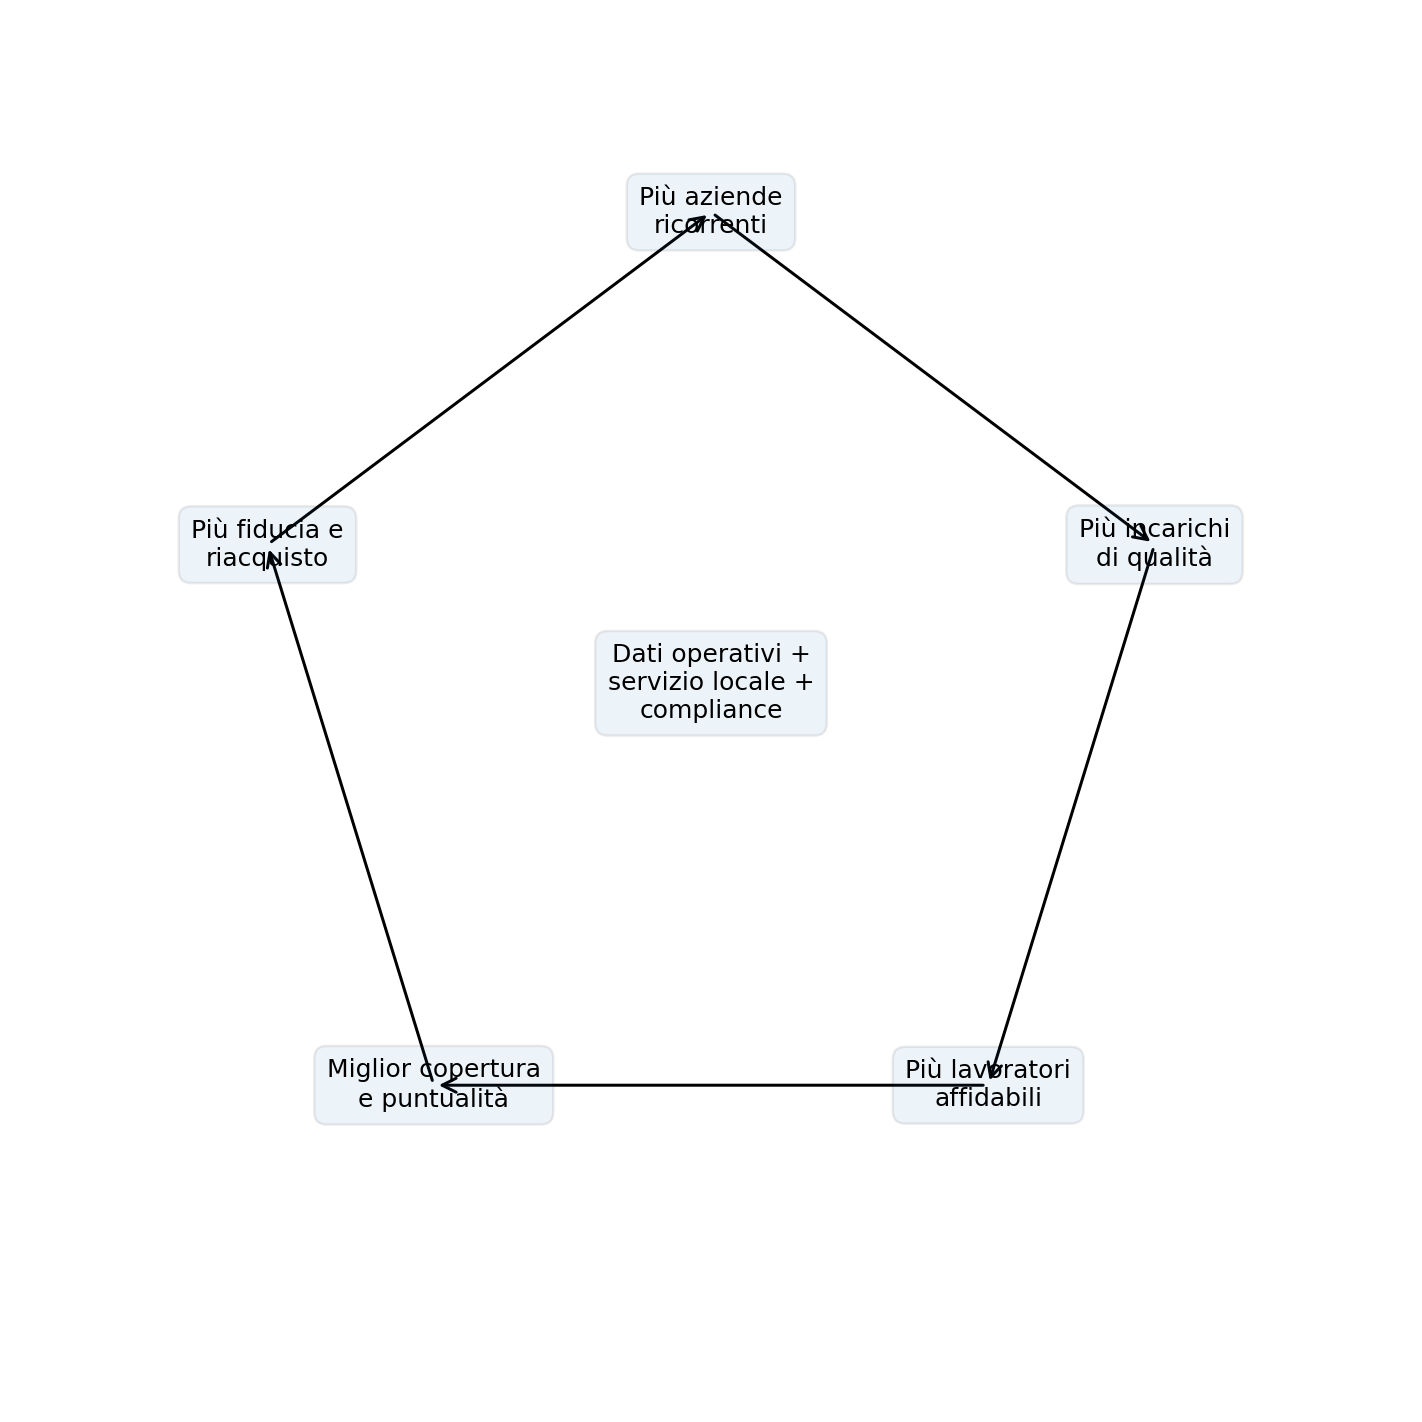 Più aziende
ricorrenti
Più fiducia e
riacquisto
Più incarichi
di qualità
Dati operativi +
servizio locale +
compliance
Miglior copertura
e puntualità
Più lavoratori
affidabili